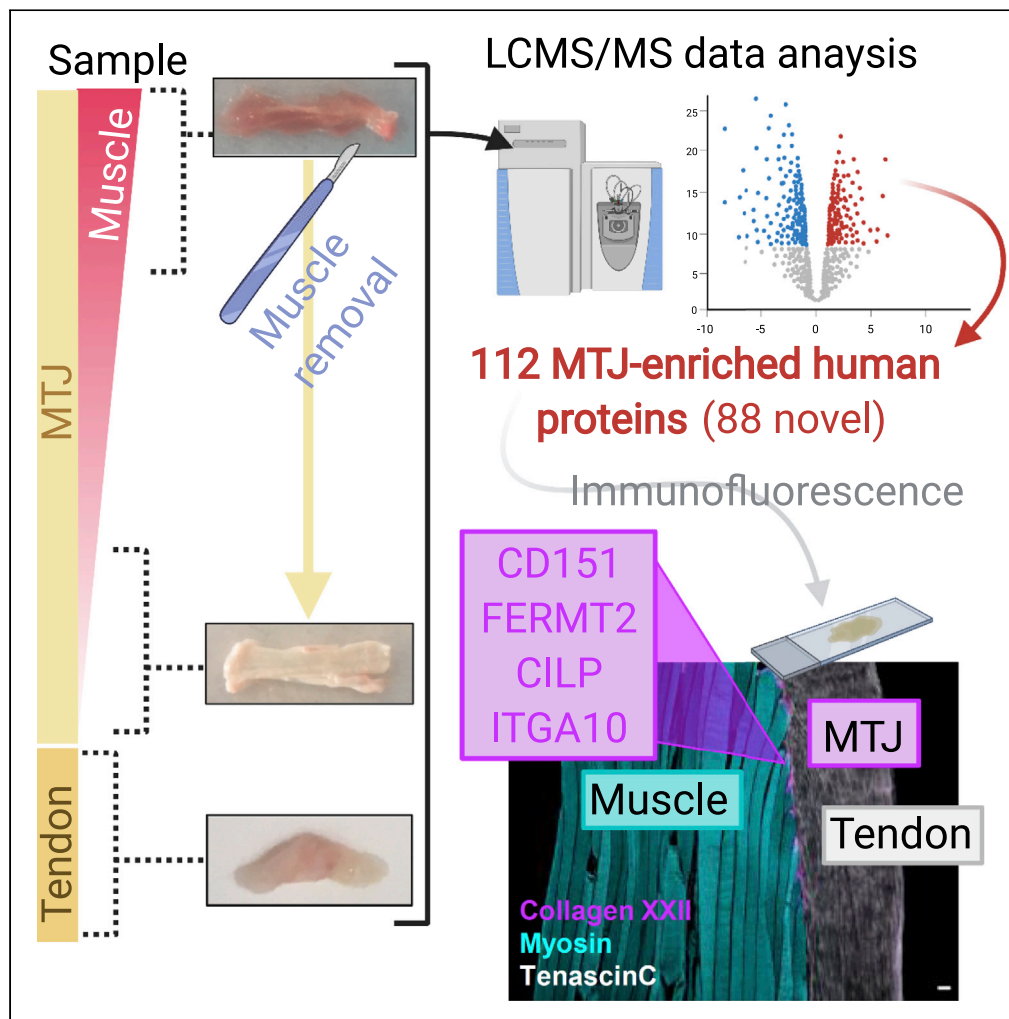 Sample
Muscle
MTJ
Tendon
Muscle
removal
LCMS/MS data anaysis
25
20
15
10
5
0
-10
-5
0
5
10
112 MTJ-enriched human
proteins (88 novel)
Immunofluorescence
CD151
FERMT2
CILP
ITGA10
MTJ
Muscle
Tendon
Collagen XXII
Myosin
TenascinC